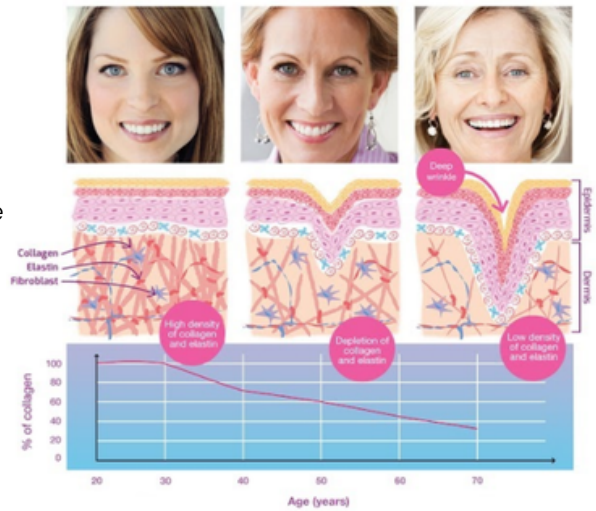 Deep
wrinkle
Epidermis
Dermis
Collagen
Elastin
Fibroblast
High density
of collagen
and elastin
Depletion of
collagen
and elastin
Low density
of collagen
and elastin
% of collagen
100
80
60
40
20
0
20 30 40 50 60 70
Age (years)